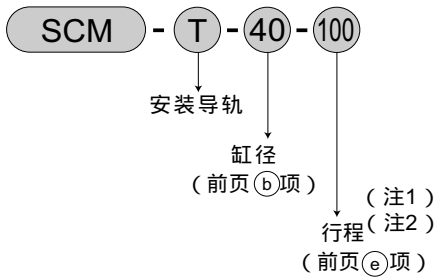 SCM - T - 40 - 100
安装导轨
缸径
(前页ⓑ项)
(注1)
行程(注2)
(前页ⓔ项)